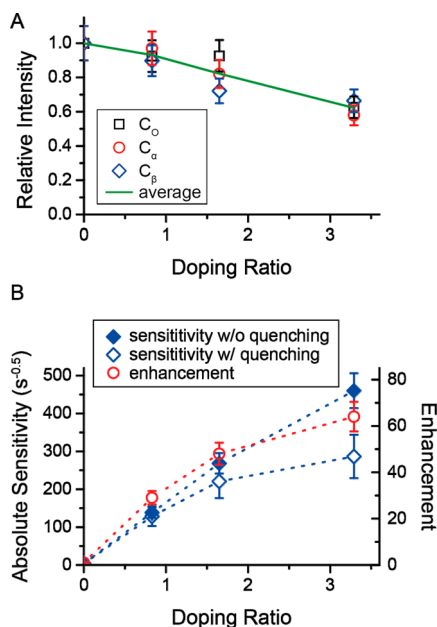 A
Relative Intensity
1.0
0.8
0.6
0.4
0.2
0.0
C_O
C_α
C_β
average
0 1 2 3
Doping Ratio
B
sensititivity w/o quenching
sensitivity w/ quenching
enhancement
Absolute Sensitivity (s^-0.5)
500
400
300
200
100
0
80
60
40
20
0
Enhancement
0 1 2 3
Doping Ratio